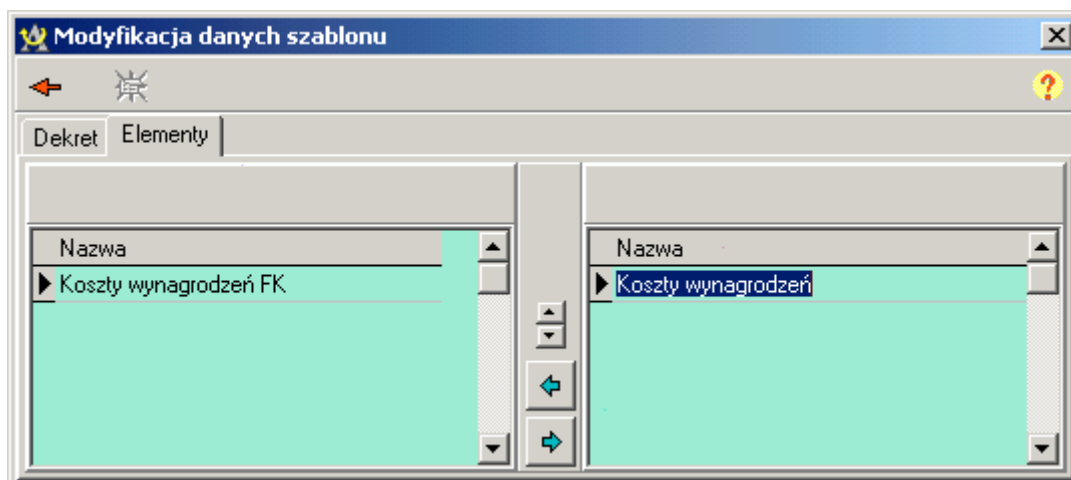 Modyfikacja danych szablonu
?
Dekret Elementy
Nazwa
Koszty wynagrodzeń FK
Nazwa
Koszty wynagrodzeń